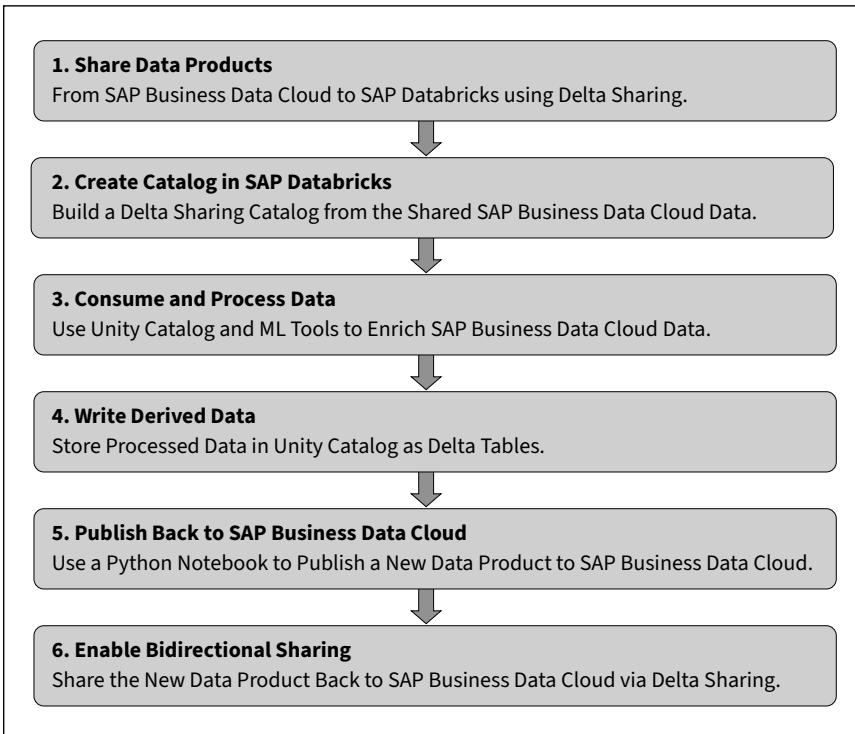 1. Share Data Products
From SAP Business Data Cloud to SAP Databricks using Delta Sharing.
2. Create Catalog in SAP Databricks
Build a Delta Sharing Catalog from the Shared SAP Business Data Cloud Data.
3. Consume and Process Data
Use Unity Catalog and ML Tools to Enrich SAP Business Data Cloud Data.
4. Write Derived Data
Store Processed Data in Unity Catalog as Delta Tables.
5. Publish Back to SAP Business Data Cloud
Use a Python Notebook to Publish a New Data Product to SAP Business Data Cloud.
6. Enable Bidirectional Sharing
Share the New Data Product Back to SAP Business Data Cloud via Delta Sharing.